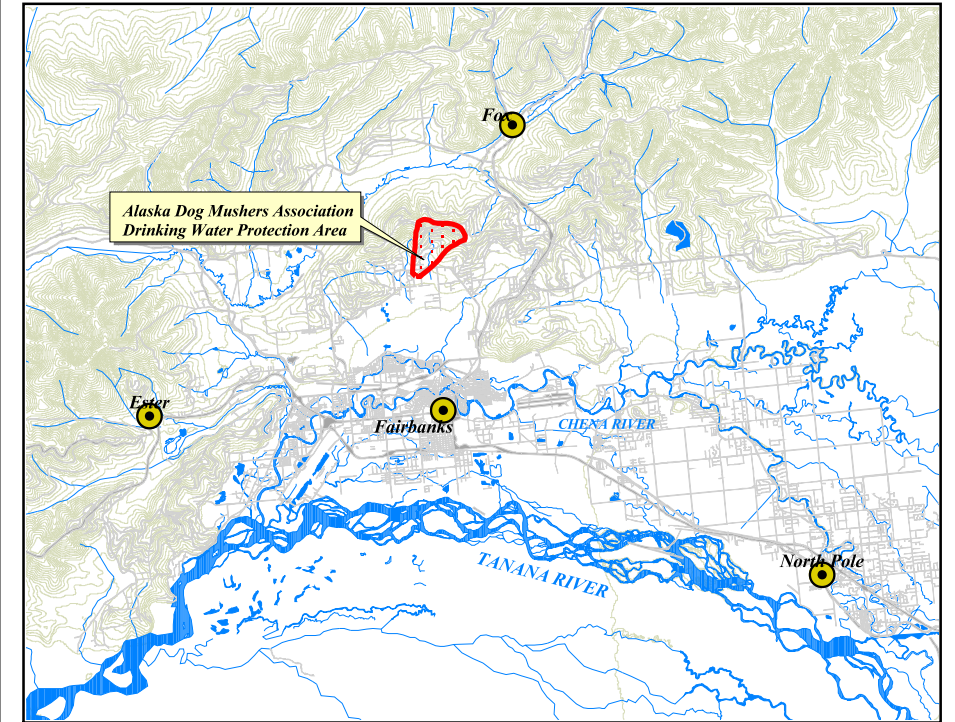 Fox
Alaska Dog Mushers Association
Drinking Water Protection Area
Ester
Fairbanks
CHENA RIVER
North Pole
TANANA RIVER